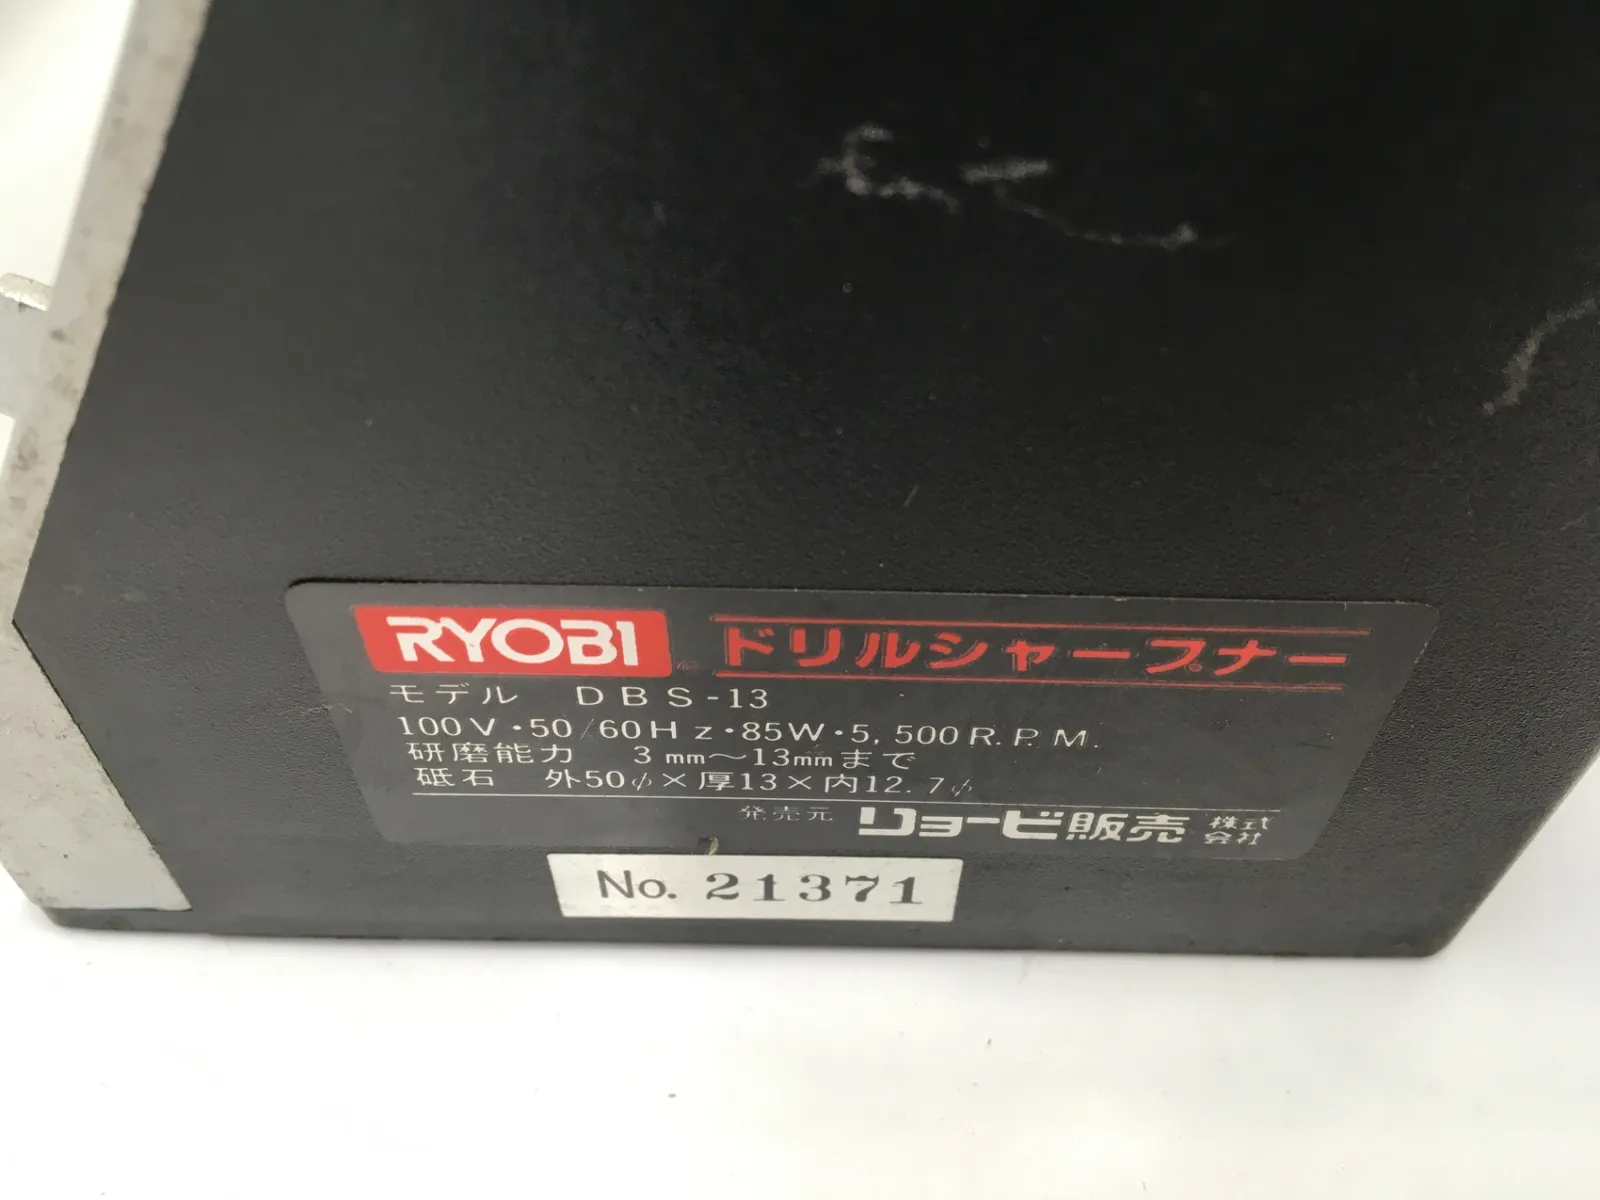 RYOBI ドリルシャープナー
モデル DBS-13
100V・50/60Hz・85W・5,500R.P.M.
研磨能力 3mm〜13mmまで
砥石 外50φ×厚13×内12.7φ
発売元 リョービ販売株式会社
No. 21371